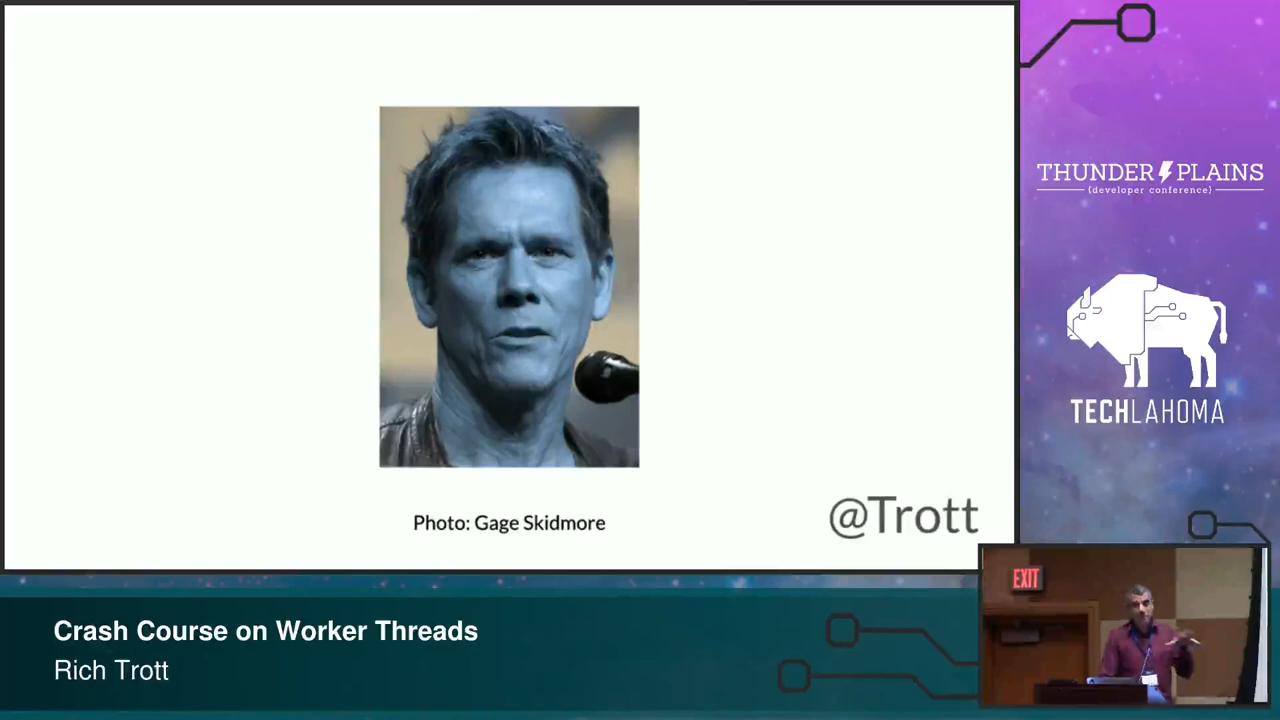 Photo: Gage Skidmore
@Trott
THUNDER PLAINS
{developer conference}
TECHLAHOMA
EXIT
Crash Course on Worker Threads
Rich Trott